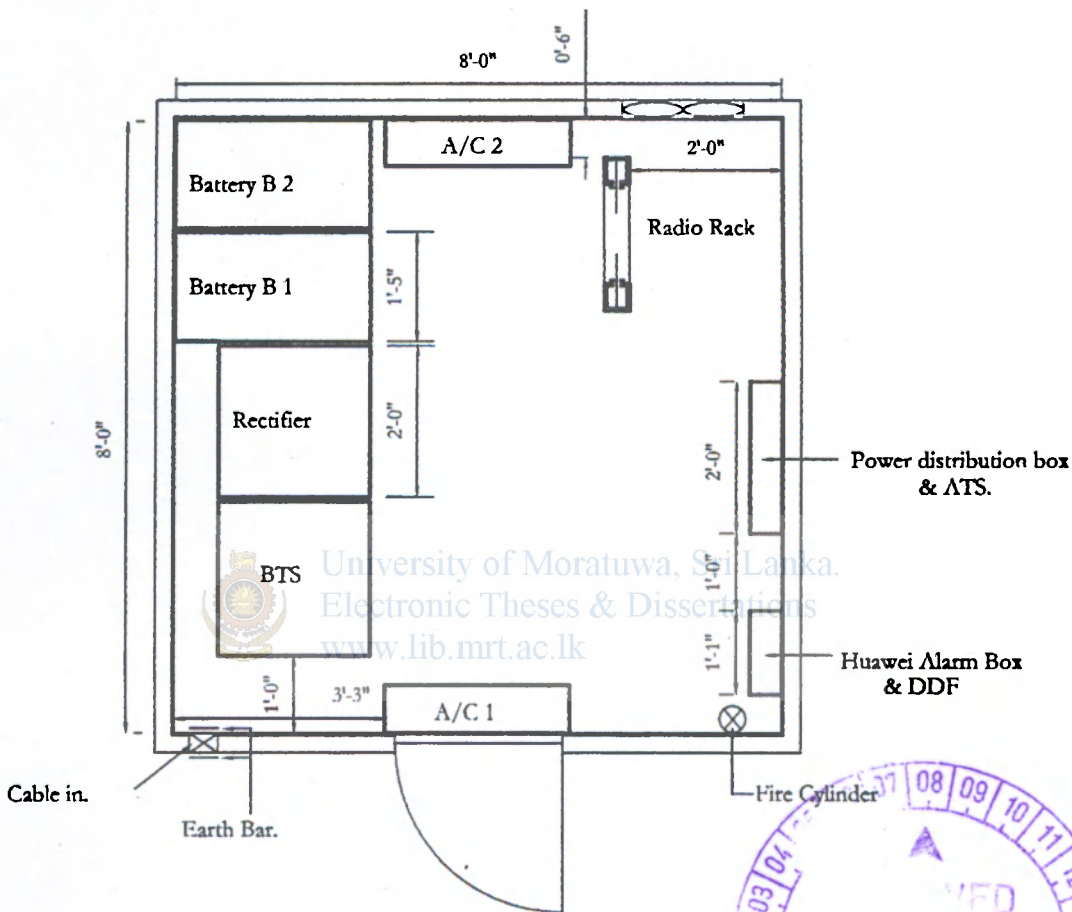 8'-0"
0'-6"
A/C 2
2'-0"
Battery B 2
Radio Rack
Battery B 1
1'-5"
Rectifier
2'-0"
8'-0"
2'-0"
Power distribution box
& ATS.
1'-0"
BTS
University of Moratuwa, Sri Lanka.
Electronic Theses & Dissertations
www.lib.mrt.ac.lk
1'-1"
Huawei Alarm Box
& DDF
1'-0"
3'-3"
A/C 1
Cable in.
Earth Bar.
Fire Cylinder
03 04 07 08 09 10 11